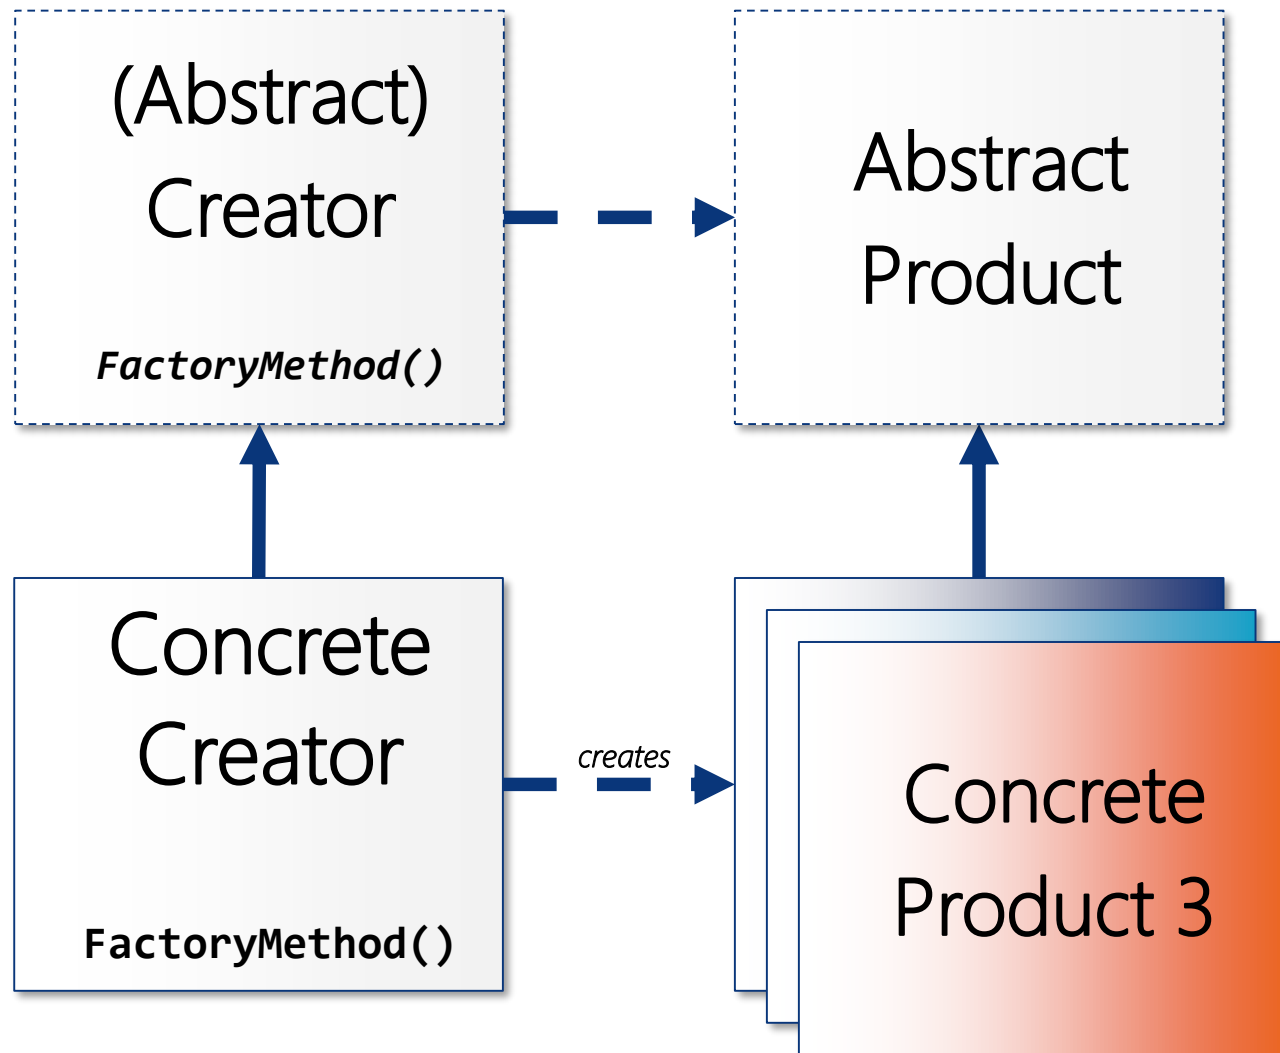 (Abstract)
Creator
FactoryMethod()
Abstract
Product
Concrete
Creator
FactoryMethod()
creates
Concrete
Product 3